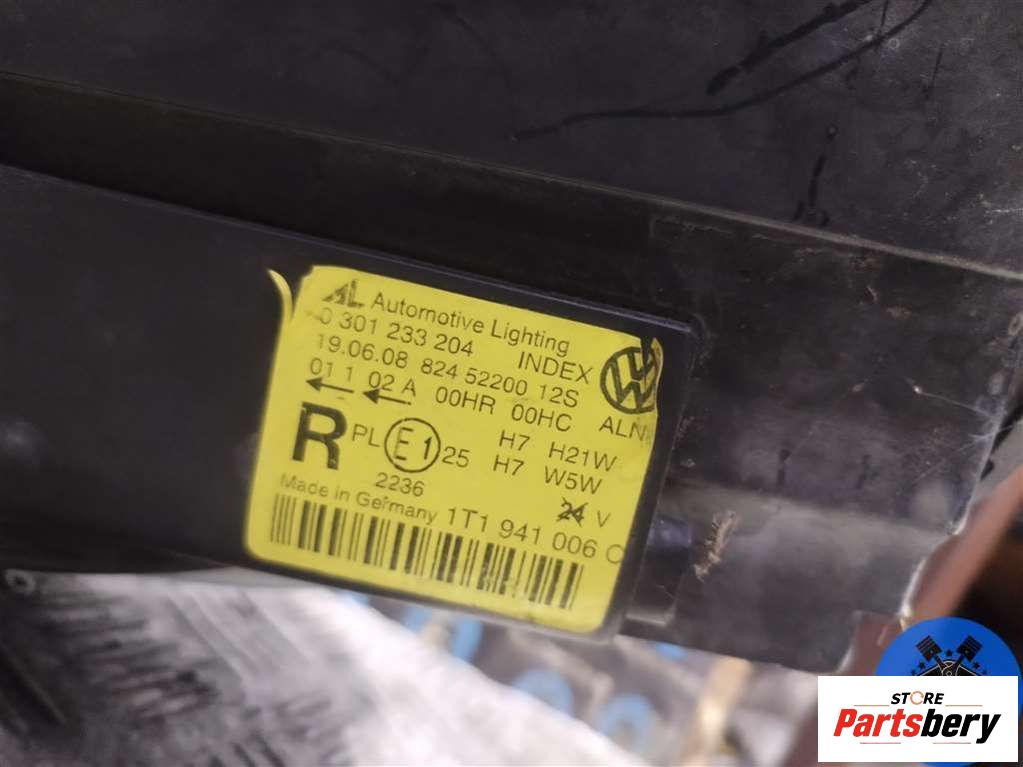 AL Automotive Lighting
0 301 233 204 INDEX
19.06.08 824 52200 12S
01 1 02 A 00HR 00HC ALN
R PL E1 25 H7 H21W
H7 W5W
2236
24 V
Made in Germany 1T1 941 006 C
STORE
Partsbery